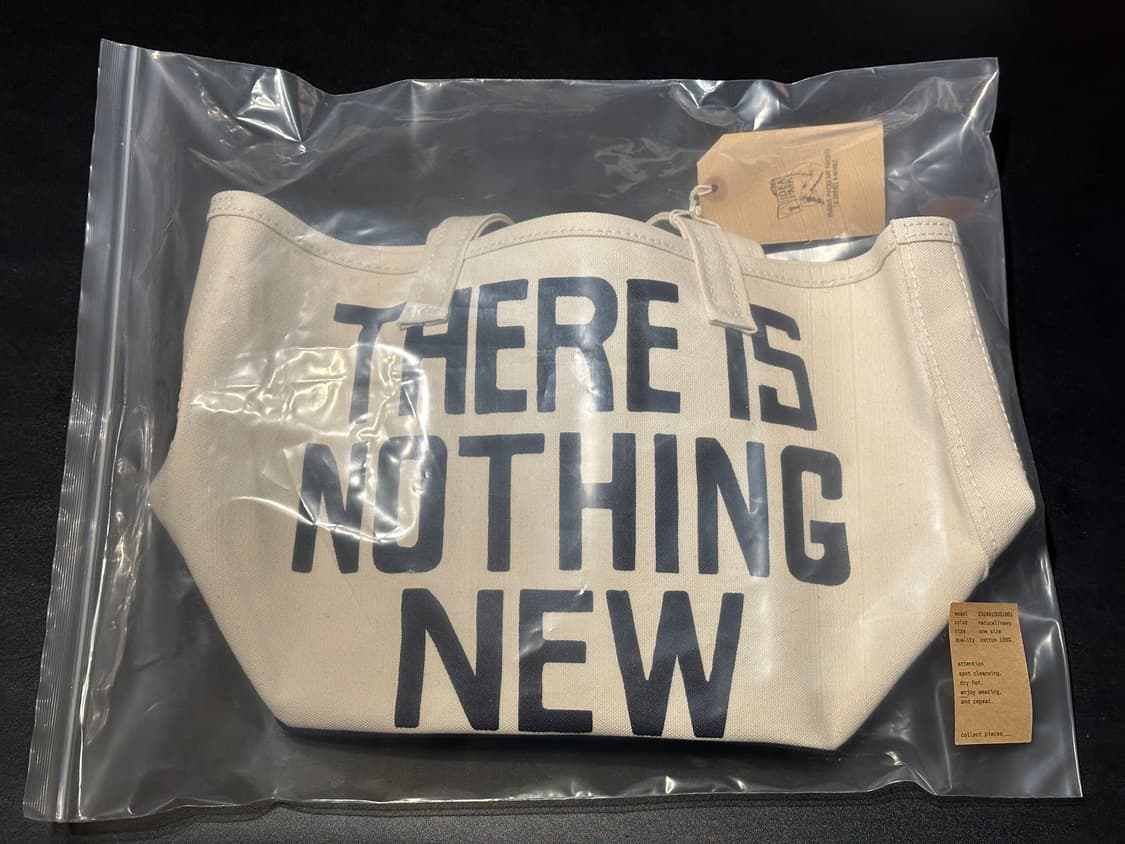 THERE IS
NOTHING
NEW
model
color natural/navy
size one size
quality cotton 100%
attention
spot cleansing,
dry flat,
enjoy wearing,
and repeat.
collect pieces